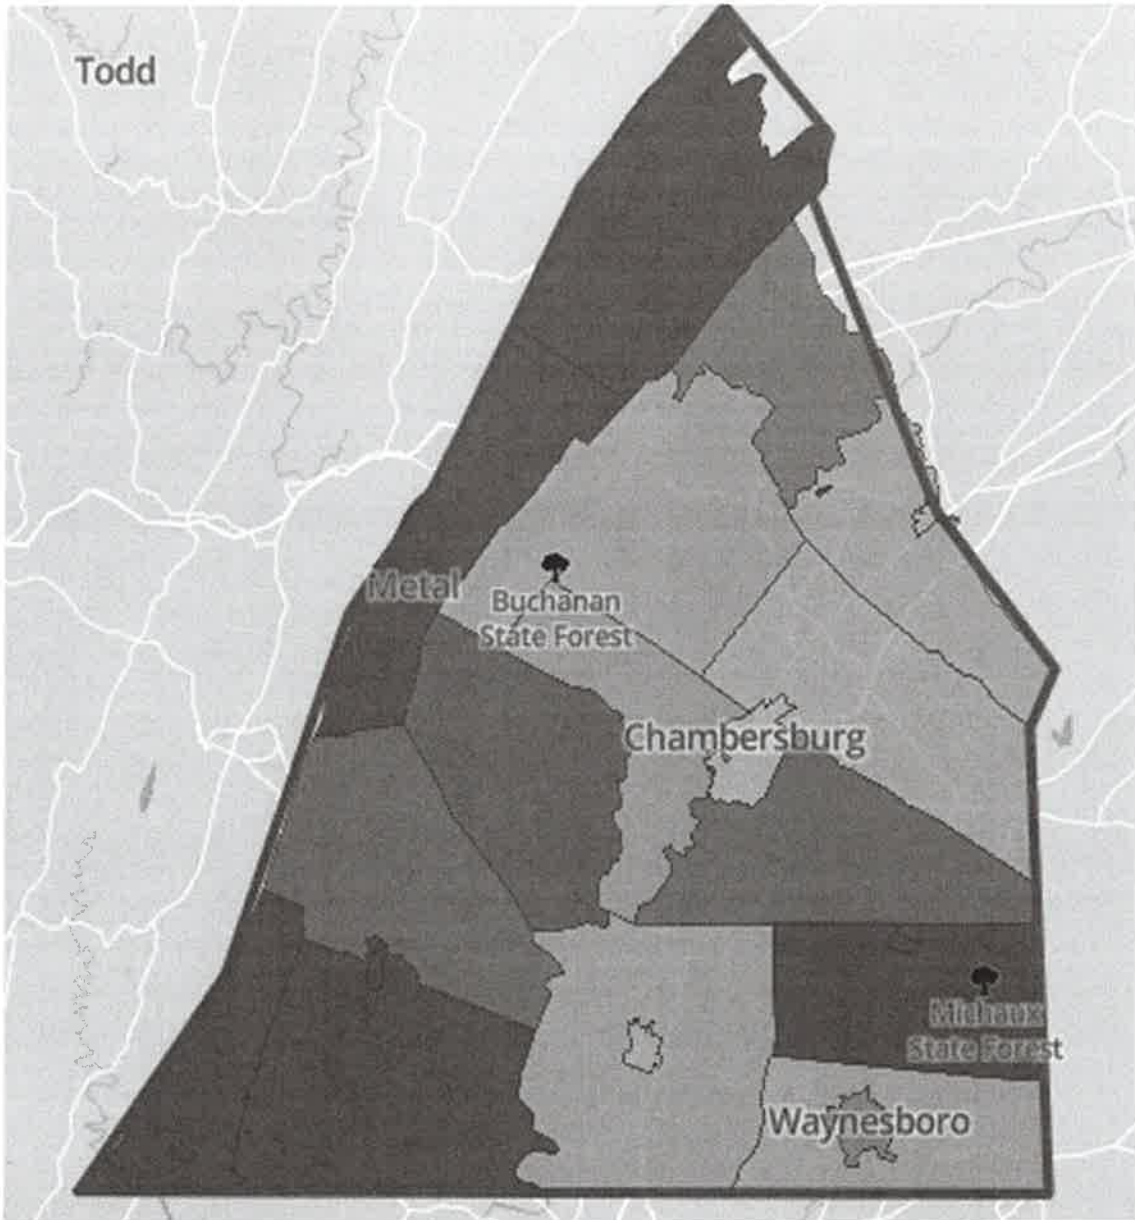 Todd
Metal
Buchanan
State Forest
Chambersburg
Michaux
State Forest
Waynesboro